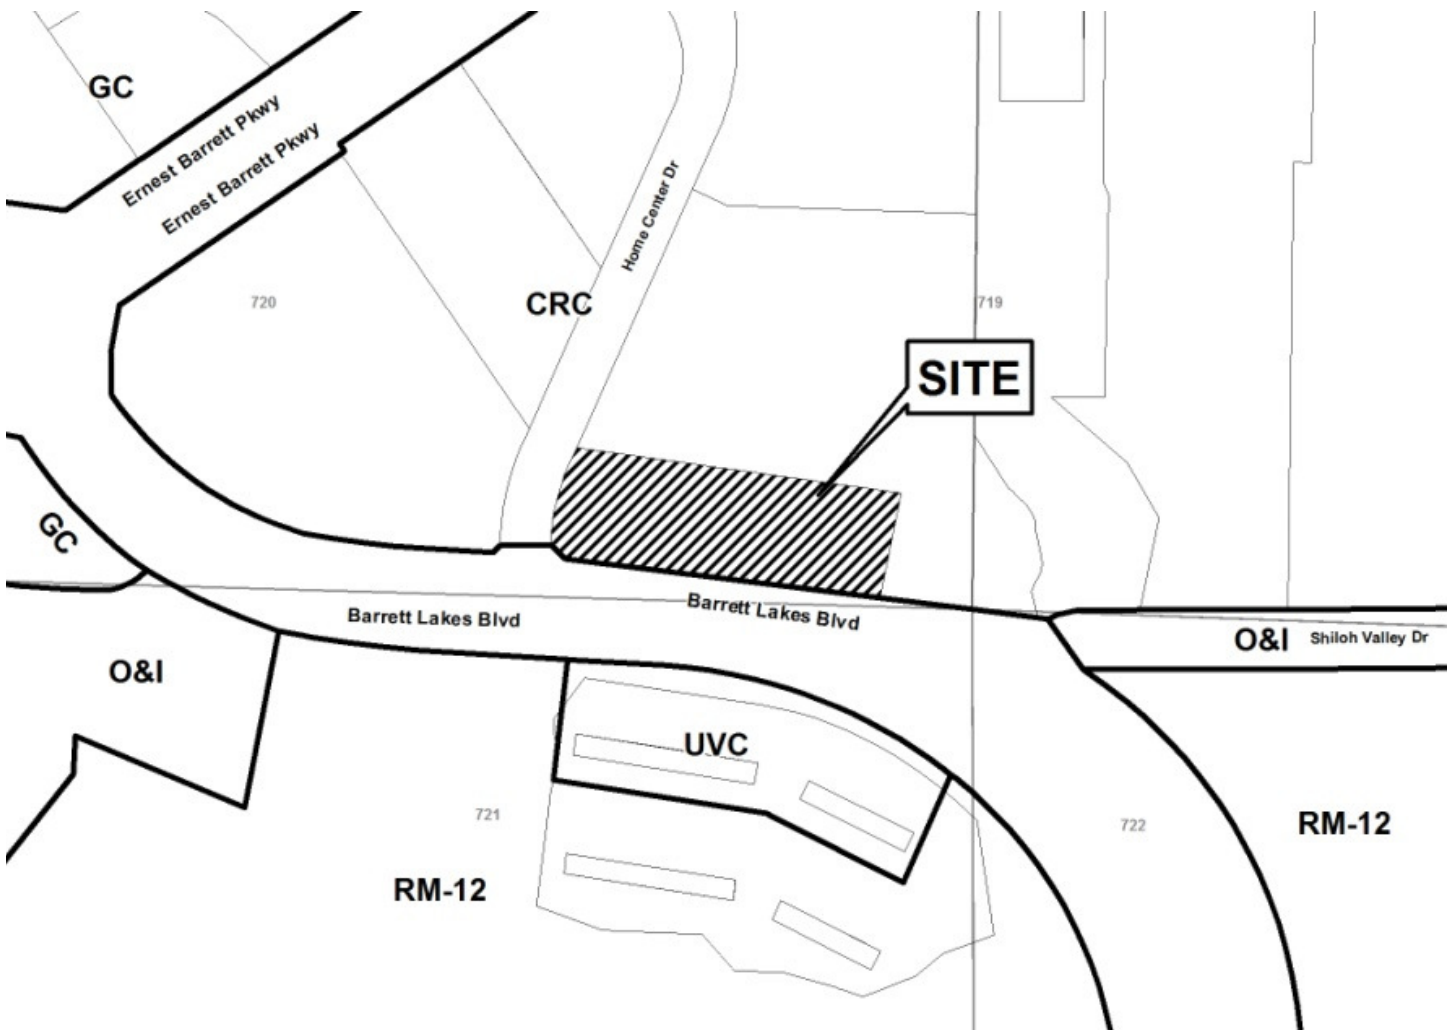 GC
Ernest Barrett Pkwy
Ernest Barrett Pkwy
Home Center Dr
720
CRC
719
SITE
GC
Barrett Lakes Blvd
Barrett Lakes Blvd
O&I
Shiloh Valley Dr
O&I
UVC
721
722
RM-12
RM-12